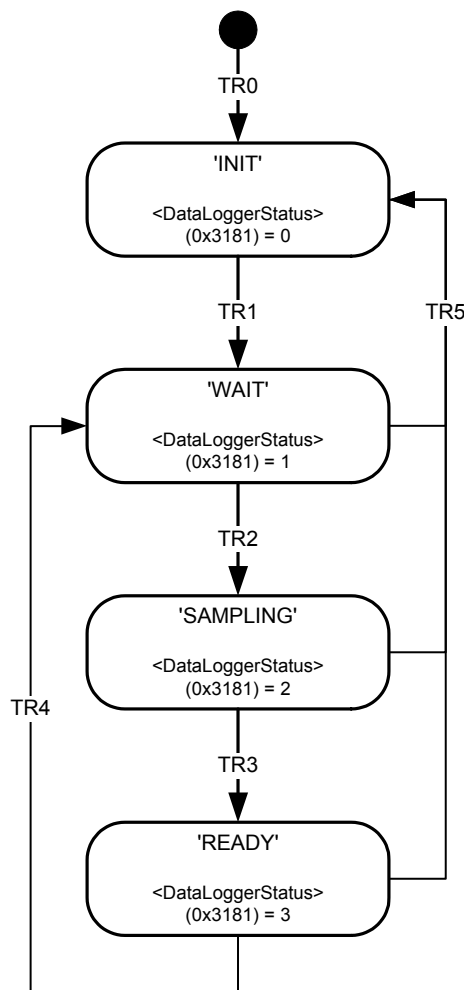 TR0
'INIT'
<DataLoggerStatus>
(0x3181) = 0
TR1
TR5
'WAIT'
<DataLoggerStatus>
(0x3181) = 1
TR2
'SAMPLING'
<DataLoggerStatus>
(0x3181) = 2
TR4
TR3
'READY'
<DataLoggerStatus>
(0x3181) = 3